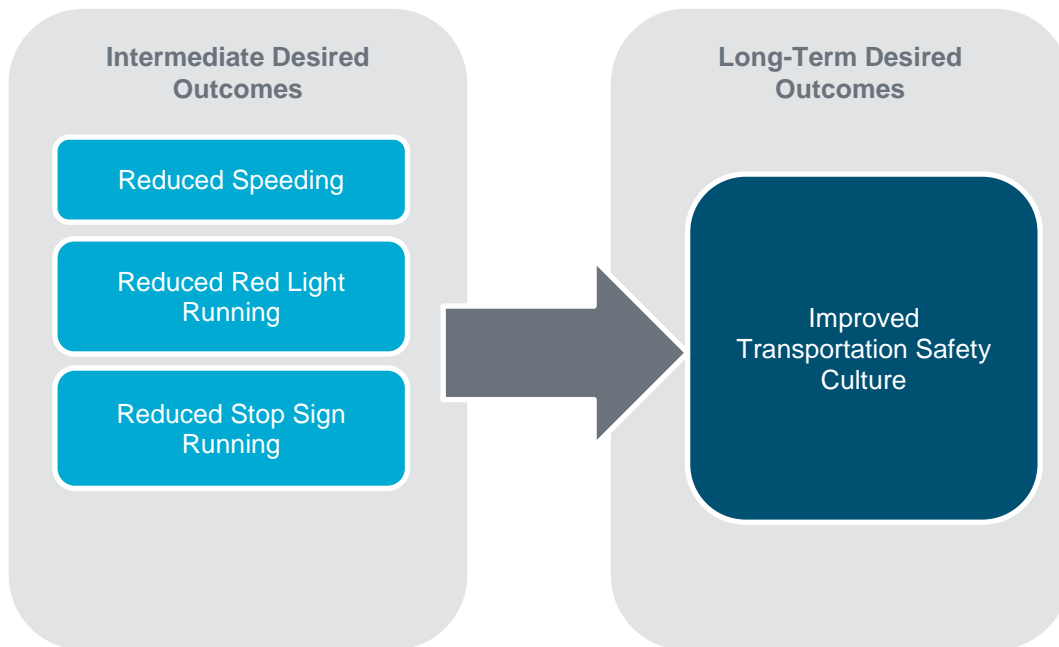 Intermediate Desired
Outcomes
Reduced Speeding
Reduced Red Light
Running
Reduced Stop Sign
Running
Long-Term Desired
Outcomes
Improved
Transportation Safety
Culture